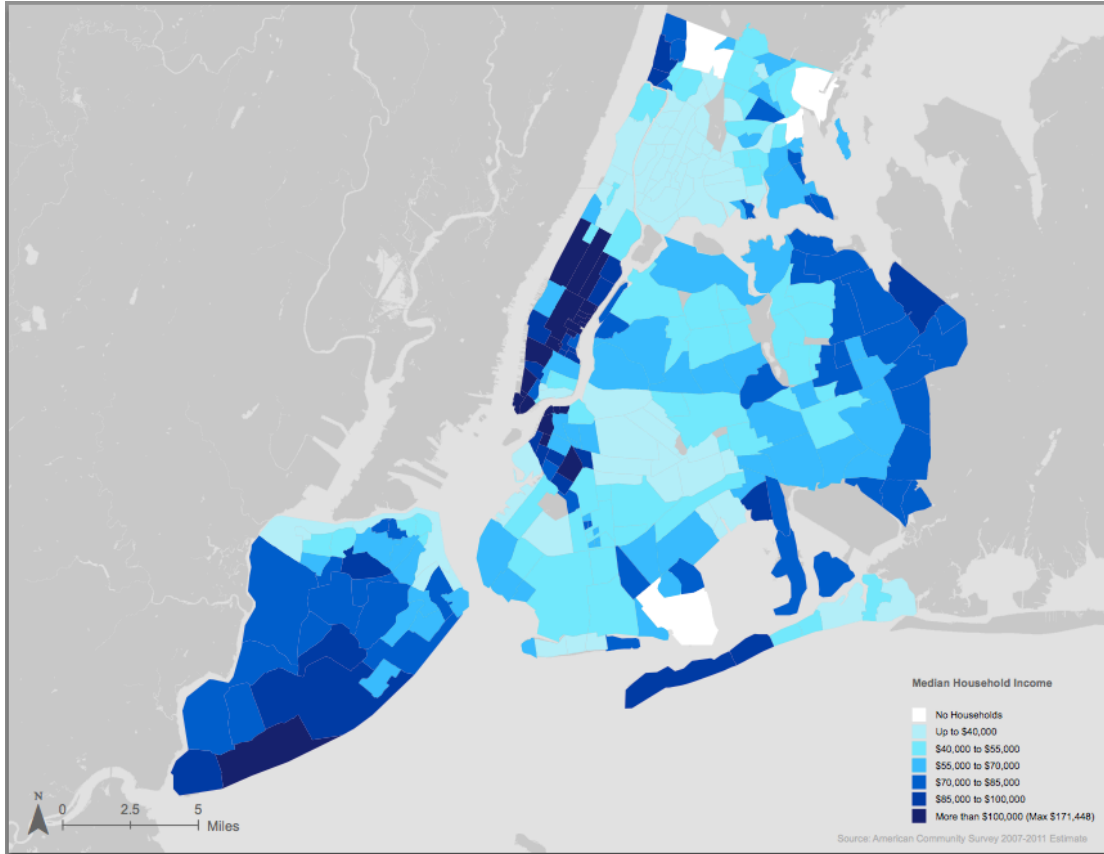 Median Household Income
No Households
Up to $40,000
$40,000 to $55,000
$55,000 to $70,000
$70,000 to $85,000
$85,000 to $100,000
More than $100,000 (Max $171,448)
N
0 2.5 5
Miles
Source: American Community Survey 2007-2011 Estimate